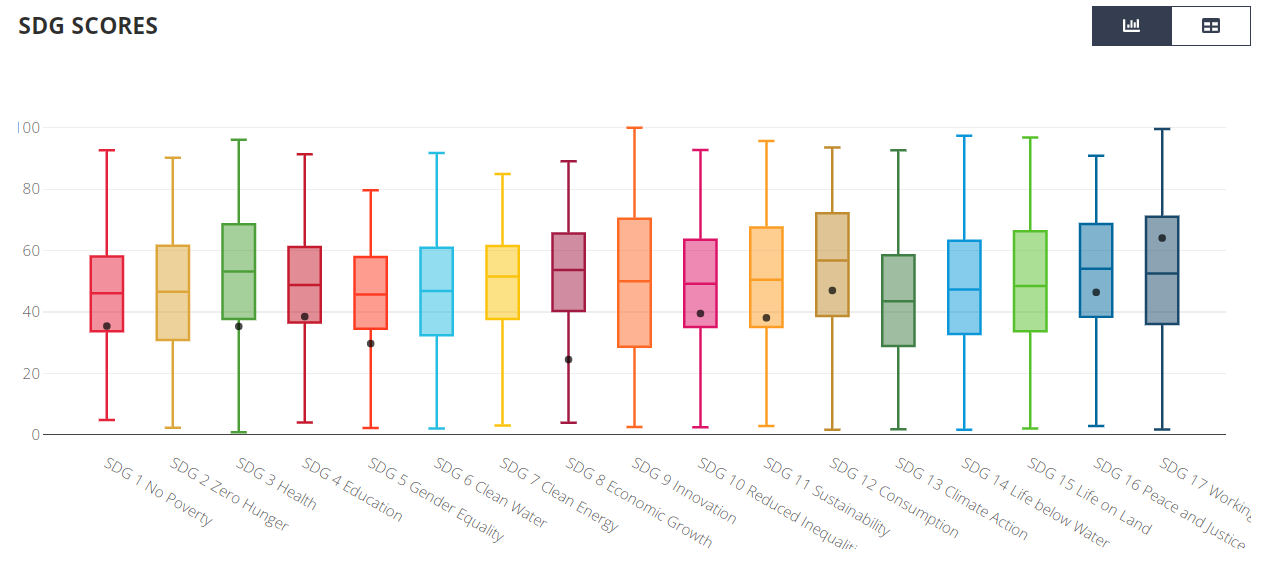 SDG SCORES
100
80
60
40
20
0
SDG 1 No Poverty
SDG 2 Zero Hunger
SDG 3 Health
SDG 4 Education
SDG 5 Gender Equality
SDG 6 Clean Water
SDG 7 Clean Energy
SDG 8 Economic Growth
SDG 9 Innovation
SDG 10 Reduced Inequaliti
SDG 11 Sustainability
SDG 12 Consumption
SDG 13 Climate Action
SDG 14 Life below Water
SDG 15 Life on Land
SDG 16 Peace and Justice
SDG 17 Working